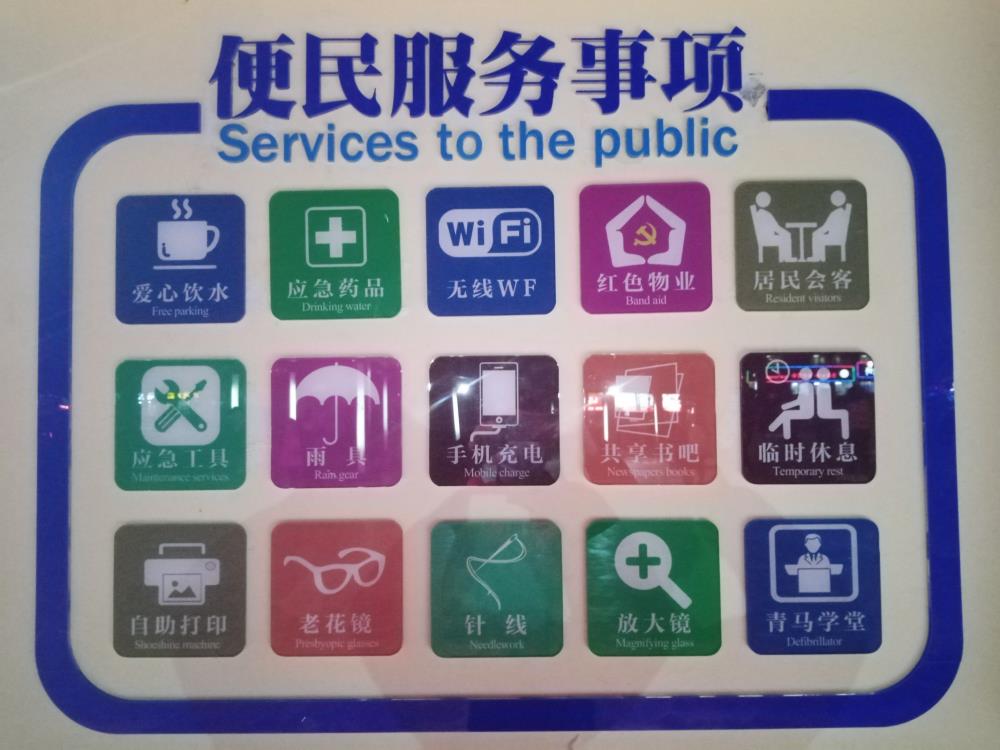 便民服务事项
Services to the public
爱心饮水
Free parking
应急药品
Drinking water
WiFi
无线WF
红色物业
Band aid
居民会客
Resident visitors
应急工具
Maintenance services
雨具
Rain gear
手机充电
Mobile charge
共享书吧
Newspapers books
临时休息
Temporary rest
自助打印
Shoeshine machine
老花镜
Presbyopic glasses
针线
Needlework
放大镜
Magnifying glass
青马学堂
Defibrillator